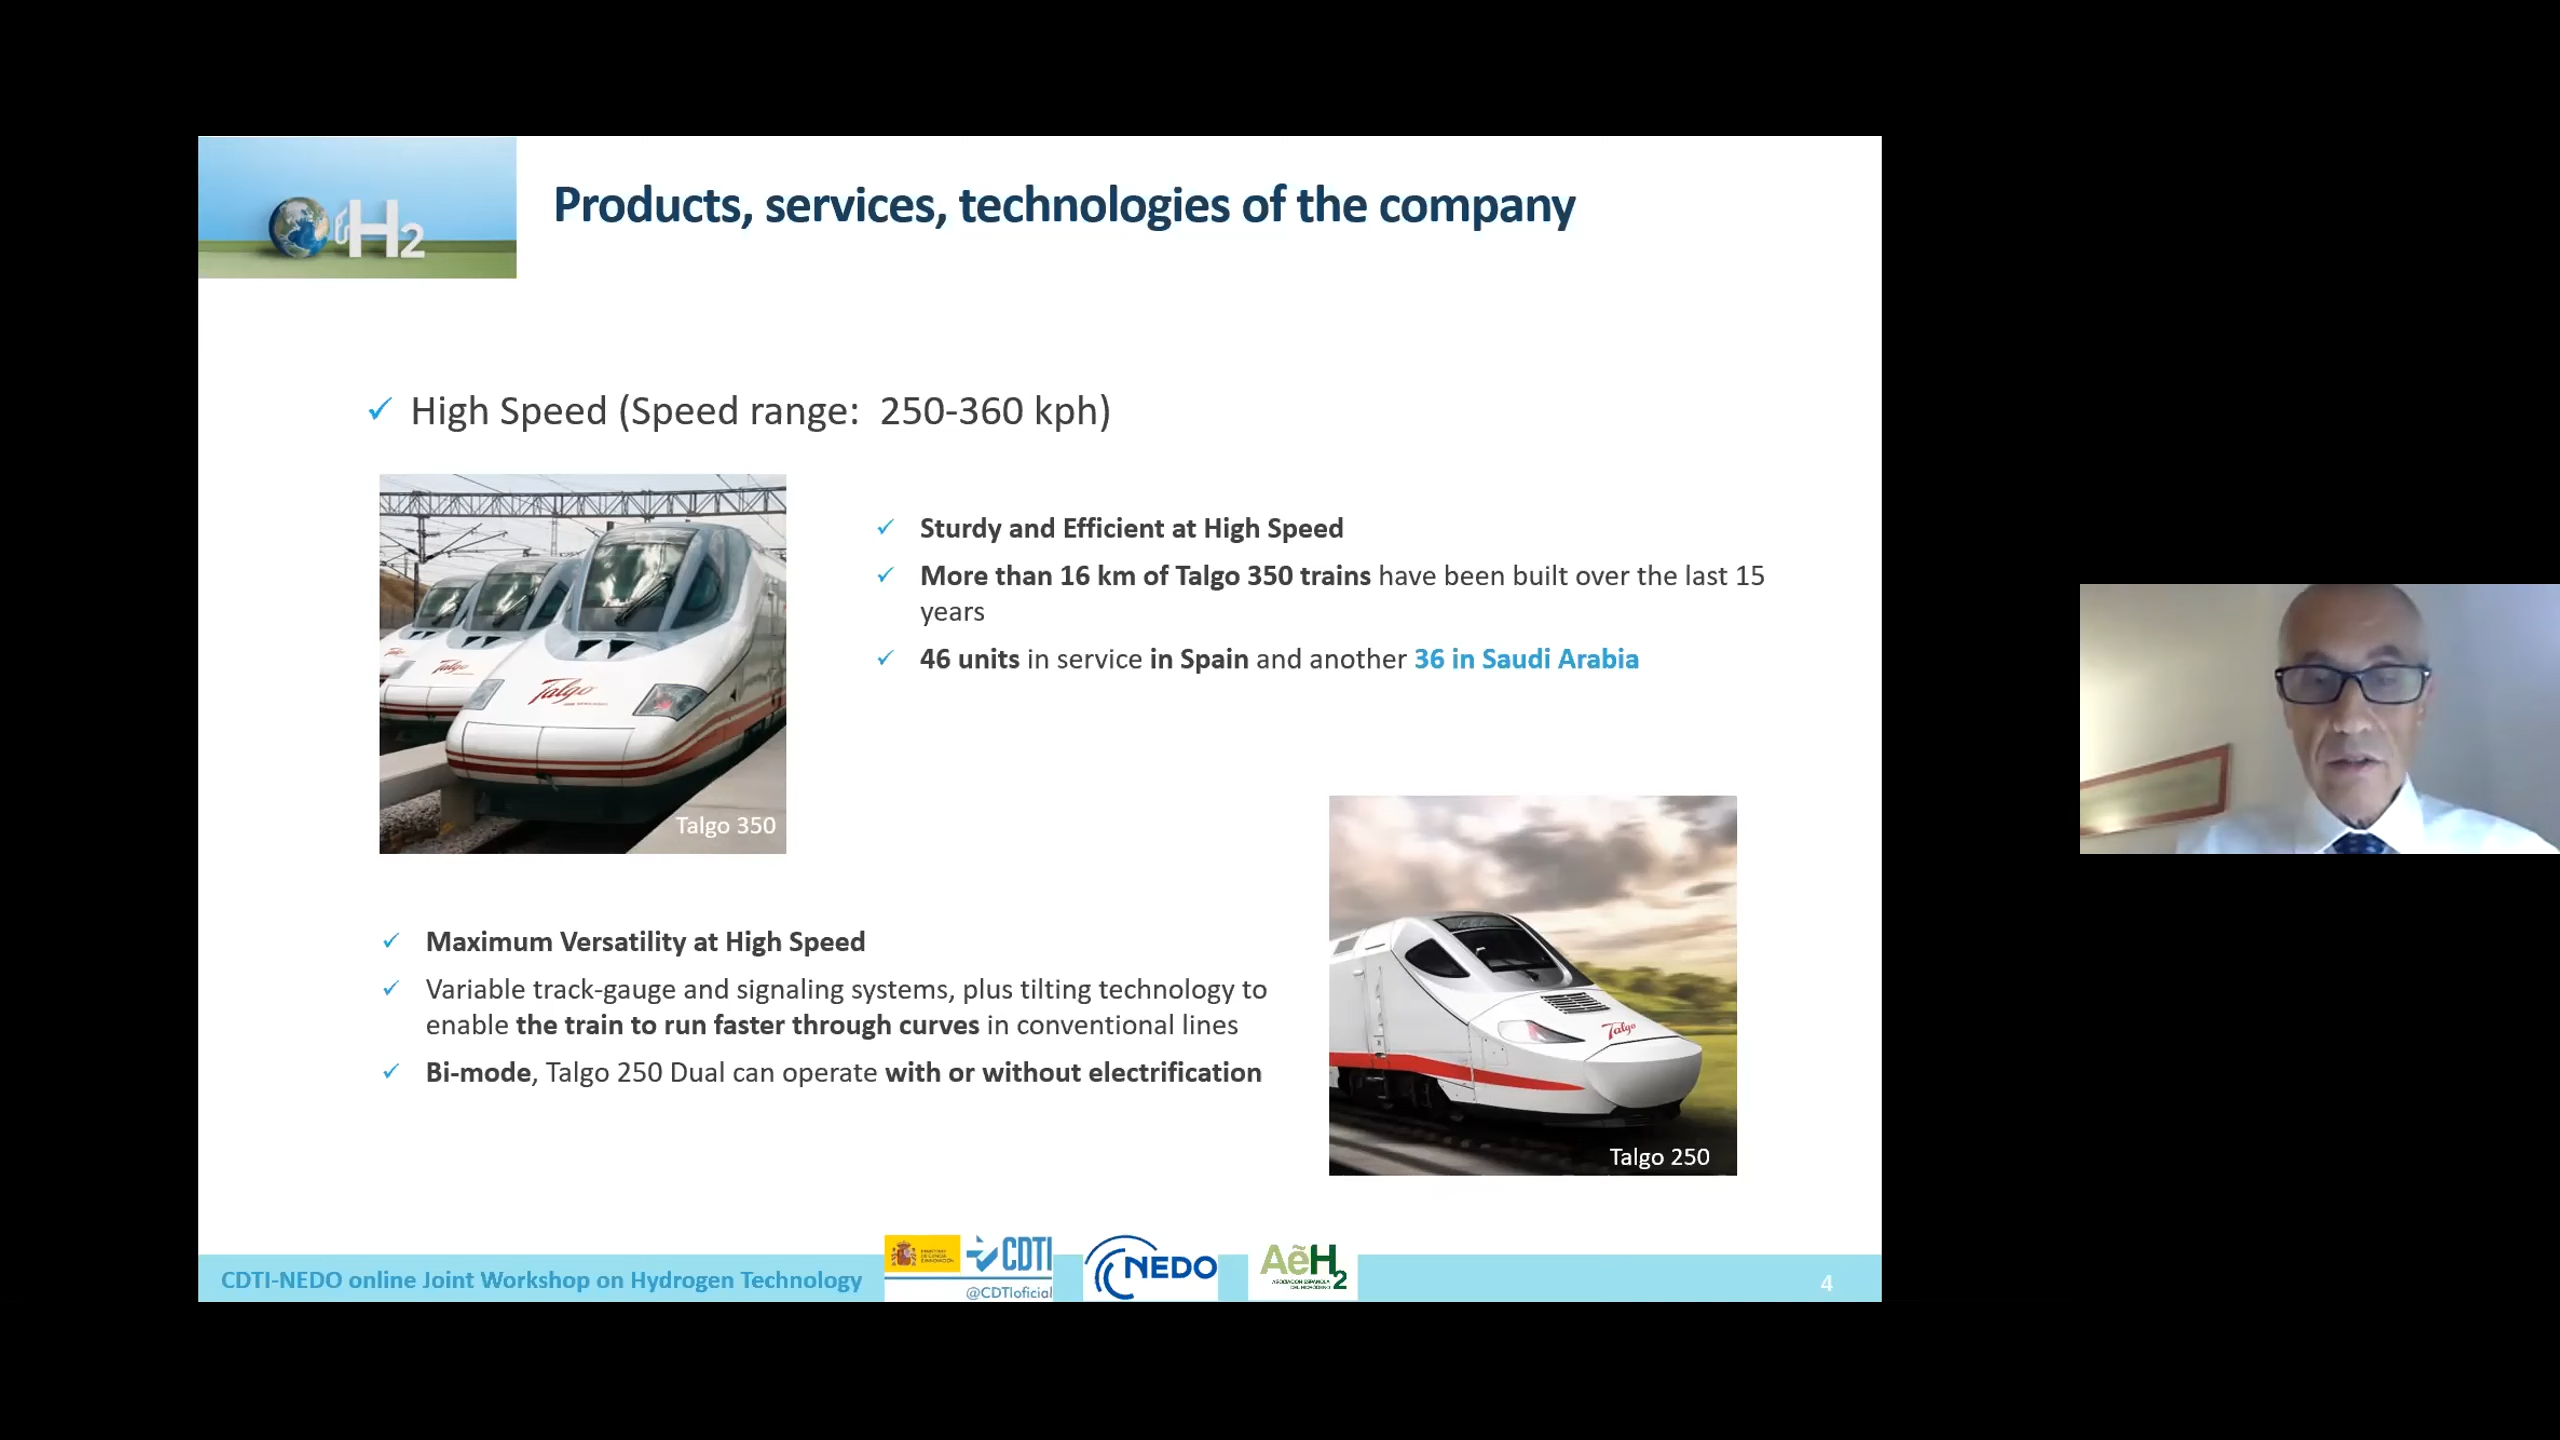 H2
Products, services, technologies of the company
✓ High Speed (Speed range: 250-360 kph)
Talgo
Talgo
Talgo 350
✓ Sturdy and Efficient at High Speed
✓ More than 16 km of Talgo 350 trains have been built over the last 15
years
✓ 46 units in service in Spain and another 36 in Saudi Arabia
✓ Maximum Versatility at High Speed
✓ Variable track-gauge and signaling systems, plus tilting technology to
enable the train to run faster through curves in conventional lines
✓ Bi-mode, Talgo 250 Dual can operate with or without electrification
Talgo
Talgo 250
CDTI-NEDO online Joint Workshop on Hydrogen Technology
CDTI
@CDTIoficial
NEDO
AeH2
4